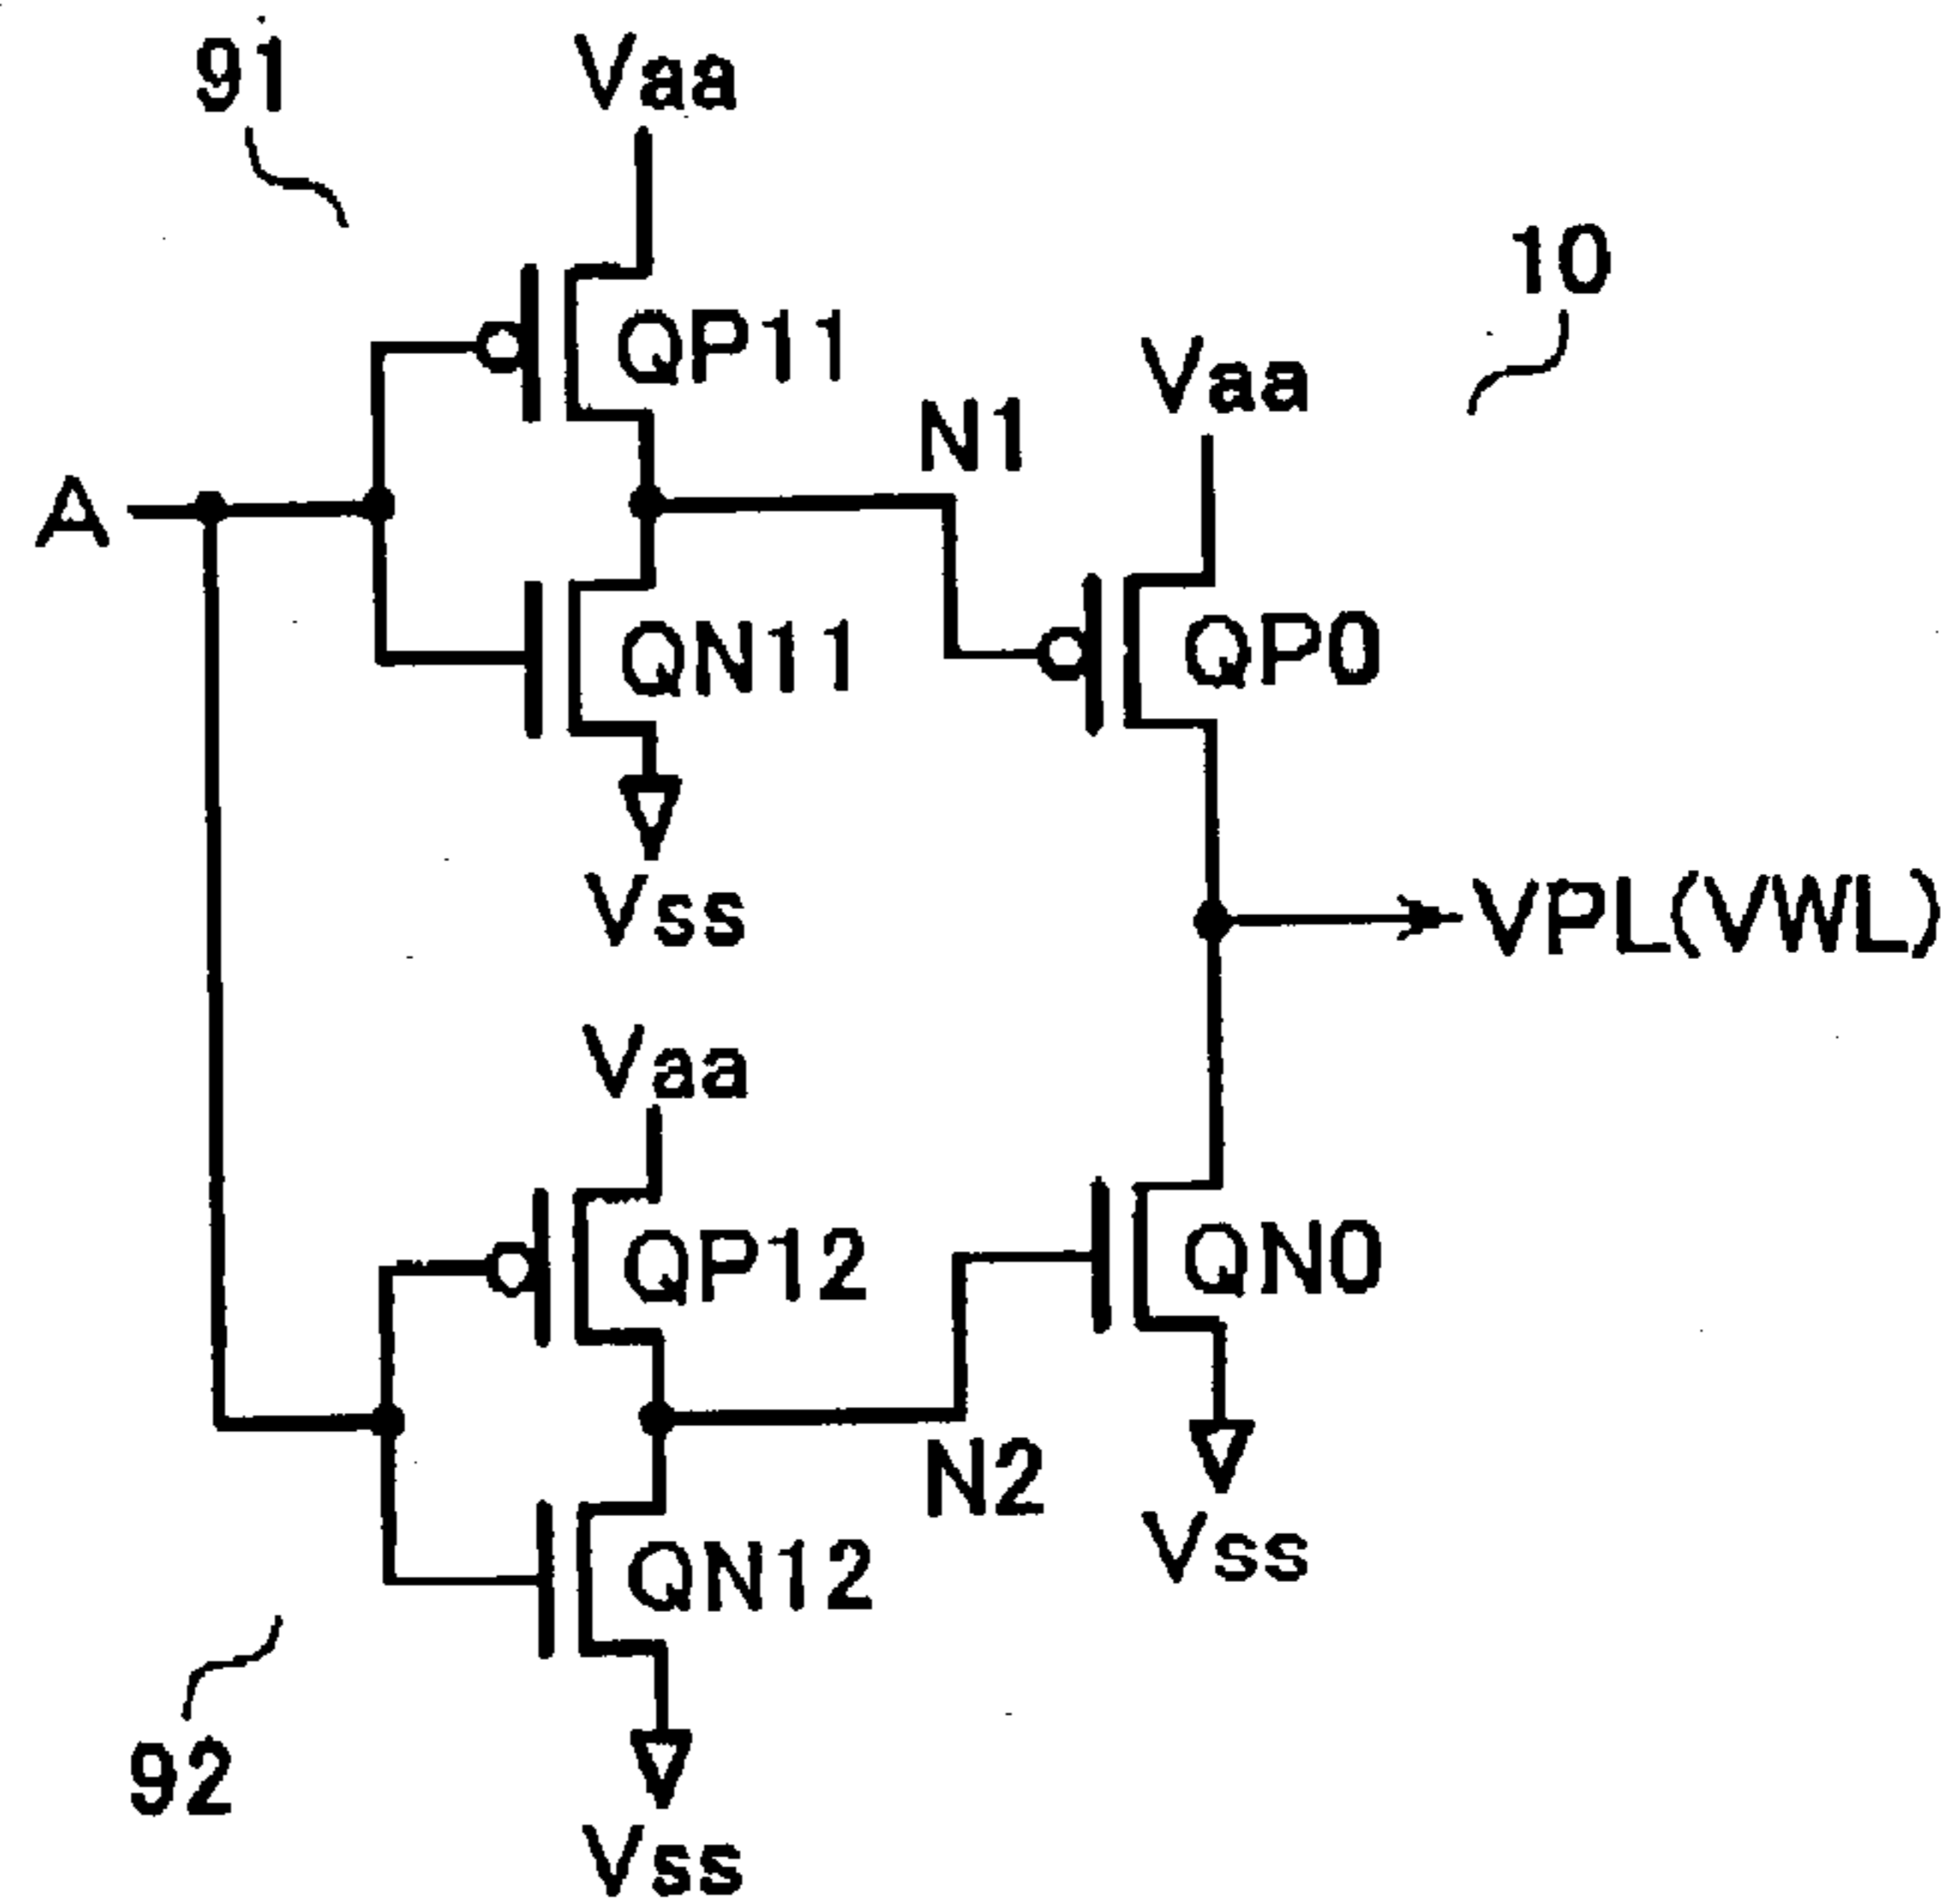 91
Vaa
10
QP11
Vaa
N1
A
QN11
QP0
Vss
VPL(VWL)
Vaa
QP12
QN0
N2
QN12
Vss
92
Vss